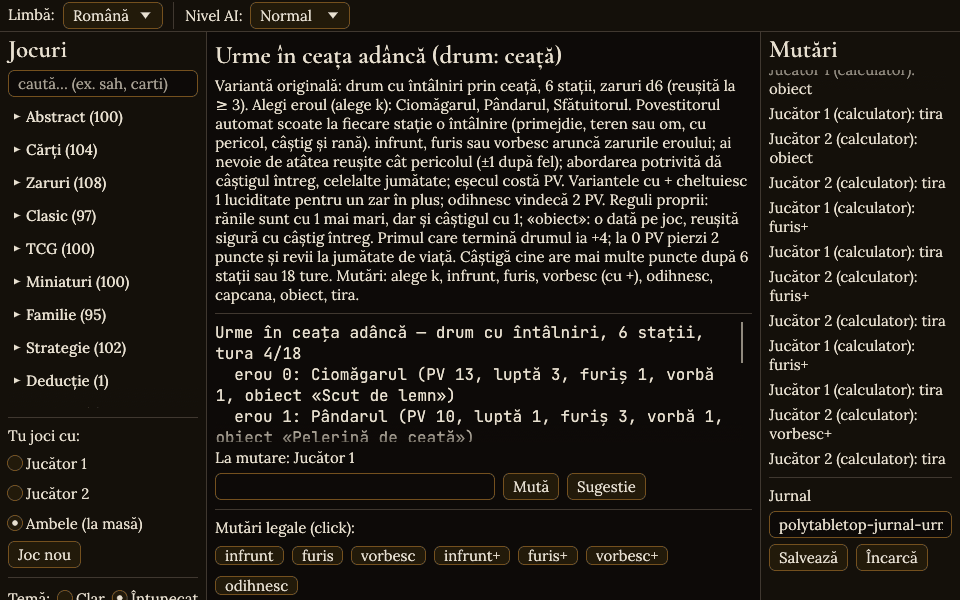 Limbă: Română Nivel AI: Normal
Jocuri
caută... (ex. sah, carti)
Abstract (100)
Cărți (104)
Zaruri (108)
Clasic (97)
TCG (100)
Miniaturi (100)
Familie (95)
Strategie (102)
Deducție (1)
Tu joci cu:
Jucător 1
Jucător 2
Ambele (la masă)
Joc nou
Temă: Clar Întunecat
Urme în ceața adâncă (drum: ceață)
Variantă originală: drum cu întâlniri prin ceață, 6 stații, zaruri d6 (reușită la
≥ 3). Alegi eroul (alege k): Ciomăgarul, Pândarul, Sfătuitorul. Povestitorul
automat scoate la fiecare stație o întâlnire (primejdie, teren sau om, cu
pericol, câștig și rană). infrunt, furis sau vorbesc aruncă zarurile eroului; ai
nevoie de atâtea reușite cât pericolul (±1 după fel); abordarea potrivită dă
câștigul întreg, celelalte jumătate; eșecul costă PV. Variantele cu + cheltuiesc
1 luciditate pentru un zar în plus; odihnesc vindecă 2 PV. Reguli proprii:
rănile sunt cu 1 mai mari, dar și câștigul cu 1; «obiect»: o dată pe joc, reușită
sigură cu câștig întreg. Primul care termină drumul ia +4; la 0 PV pierzi 2
puncte și revii la jumătate de viață. Câștigă cine are mai multe puncte după 6
stații sau 18 ture. Mutări: alege k, infrunt, furis, vorbesc (cu +), odihnesc,
capcana, obiect, tira.
Urme în ceața adâncă — drum cu întâlniri, 6 stații,
tura 4/18
erou 0: Ciomăgarul (PV 13, luptă 3, furiș 1, vorbă
1, obiect «Scut de lemn»)
erou 1: Pândarul (PV 10, luptă 1, furiș 3, vorbă 1,
obiect «Pelerină de ceață»)
La mutare: Jucător 1
Mută Sugestie
Mutări legale (click):
infrunt furis vorbesc infrunt+ furis+ vorbesc+
odihnesc
Mutări
Jucător 1 (calculator):
obiect
Jucător 1 (calculator): tira
Jucător 2 (calculator):
obiect
Jucător 2 (calculator): tira
Jucător 1 (calculator):
furis+
Jucător 1 (calculator): tira
Jucător 2 (calculator):
furis+
Jucător 2 (calculator): tira
Jucător 1 (calculator):
furis+
Jucător 1 (calculator): tira
Jucător 2 (calculator):
vorbesc+
Jucător 2 (calculator): tira
Jurnal
polytabletop-jurnal-urr
Salvează Încarcă